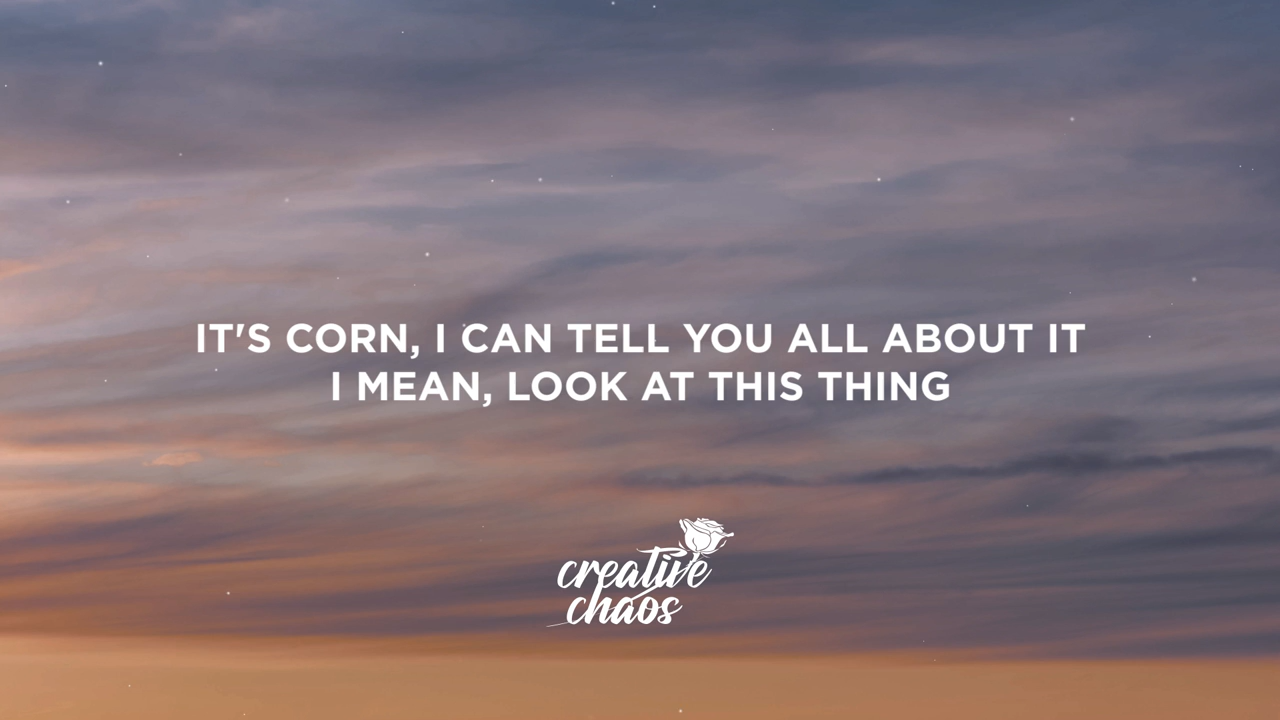 IT'S CORN, I CAN TELL YOU ALL ABOUT IT
I MEAN, LOOK AT THIS THING
creative
chaos